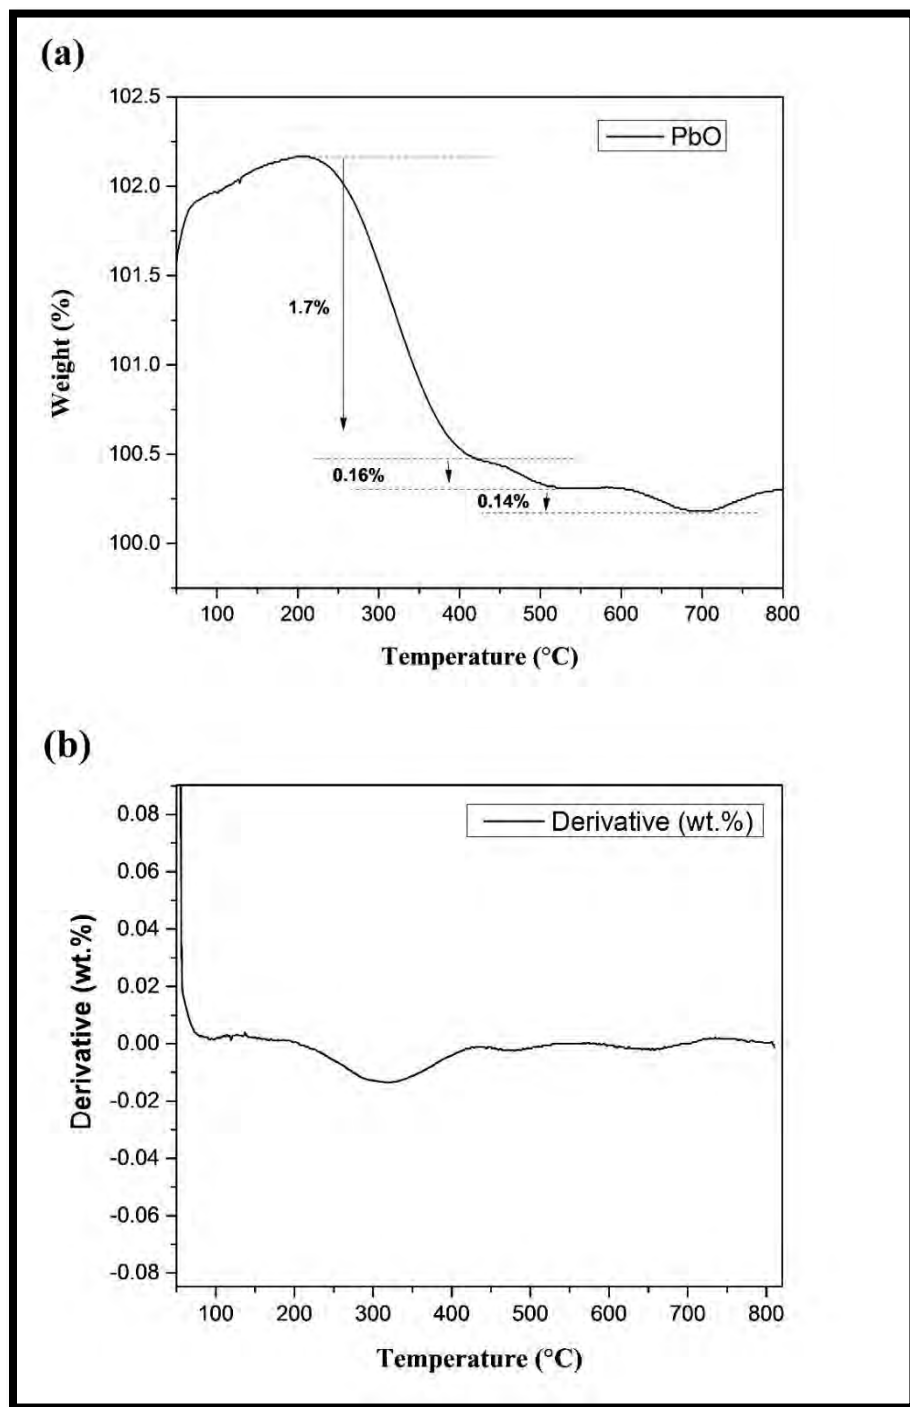 (a)
102.5
102.0
101.5
101.0
100.5
100.0
Weight (%)
PbO
1.7%
0.16%
0.14%
100 200 300 400 500 600 700 800
Temperature (°C)
(b)
0.08
0.06
0.04
0.02
0.00
-0.02
-0.04
-0.06
-0.08
Derivative (wt.%)
Derivative (wt.%)
100 200 300 400 500 600 700 800
Temperature (°C)